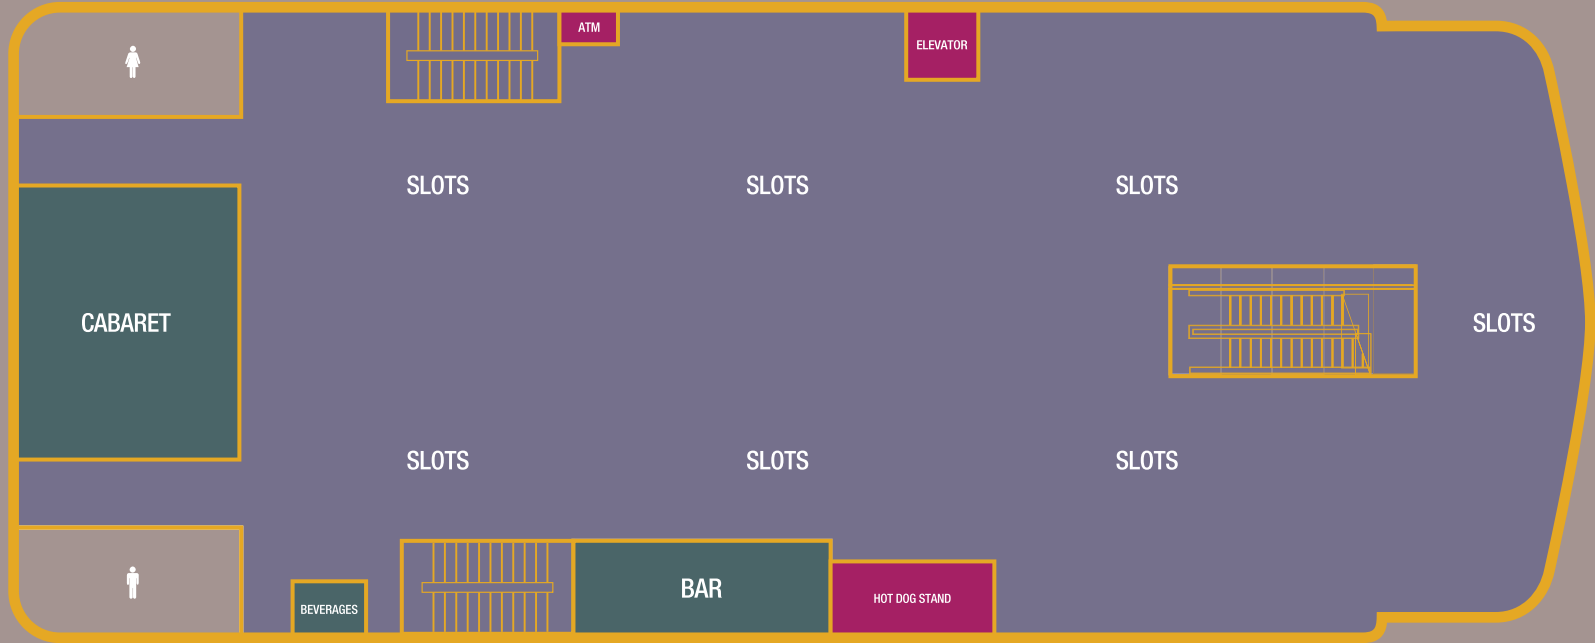 ATM
ELEVATOR
SLOTS
SLOTS
SLOTS
CABARET
SLOTS
SLOTS
SLOTS
SLOTS
BEVERAGES
BAR
HOT DOG STAND